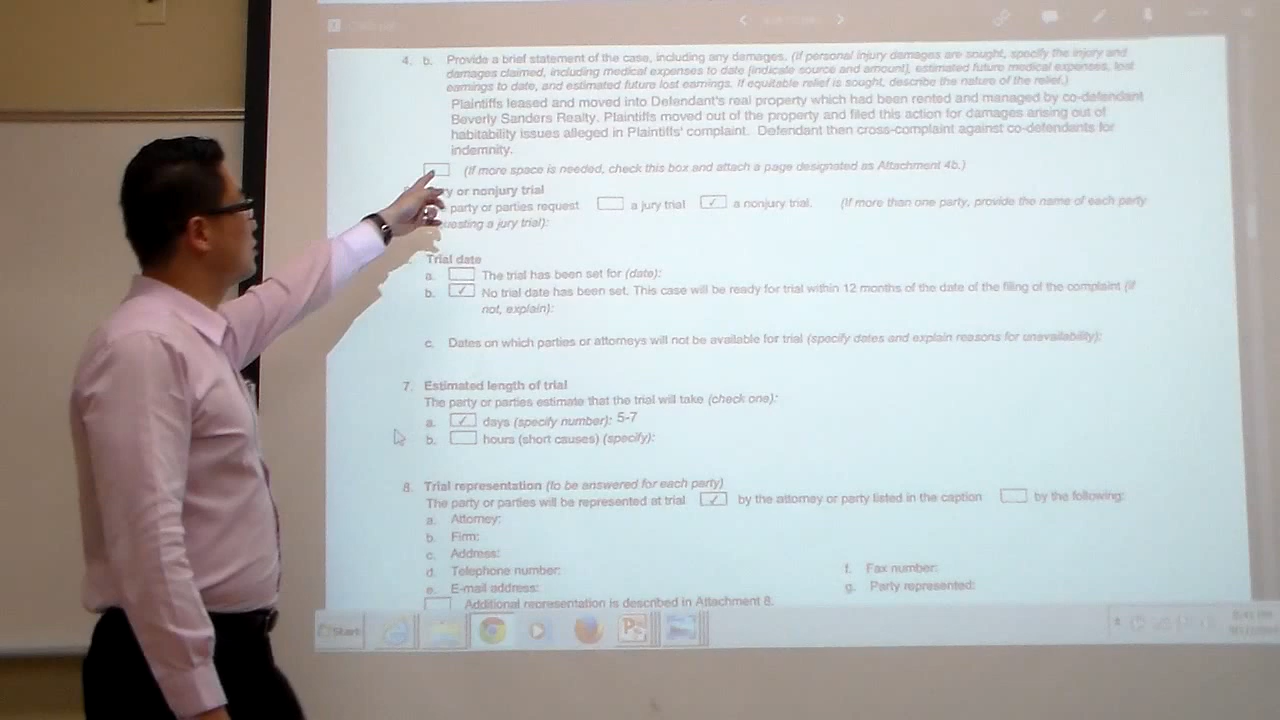 4. b. Provide a brief statement of the case, including any damages. (If personal injury damages are sought, specify the injury and
damages claimed, including medical expenses to date [indicate source and amount], estimated future medical expenses, lost
earnings to date, and estimated future lost earnings. If equitable relief is sought, describe the nature of the relief.)
Plaintiffs leased and moved into Defendant's real property which had been rented and managed by co-defendant
Beverly Sanders Realty. Plaintiffs moved out of the property and filed this action for damages arising out of
habitability issues alleged in Plaintiffs' complaint. Defendant then cross-complaint against co-defendants for
indemnity.
(If more space is needed, check this box and attach a page designated as Attachment 4b.)
or nonjury trial
party or parties request a jury trial ✓ a nonjury trial. (If more than one party, provide the name of each party
a jury trial):
Trial date
a. The trial has been set for (date):
b. ✓ No trial date has been set. This case will be ready for trial within 12 months of the date of the filing of the complaint (if
not, explain):
c. Dates on which parties or attorneys will not be available for trial (specify dates and explain reasons for unavailability):
7. Estimated length of trial
The party or parties estimate that the trial will take (check one):
a. ✓ days (specify number): 5-7
b. hours (short causes) (specify):
8. Trial representation (to be answered for each party)
The party or parties will be represented at trial ✓ by the attorney or party listed in the caption by the following:
a. Attorney:
b. Firm:
c. Address:
d. Telephone number: f. Fax number:
e. E-mail address: g. Party represented:
Additional representation is described in Attachment 8.
Start